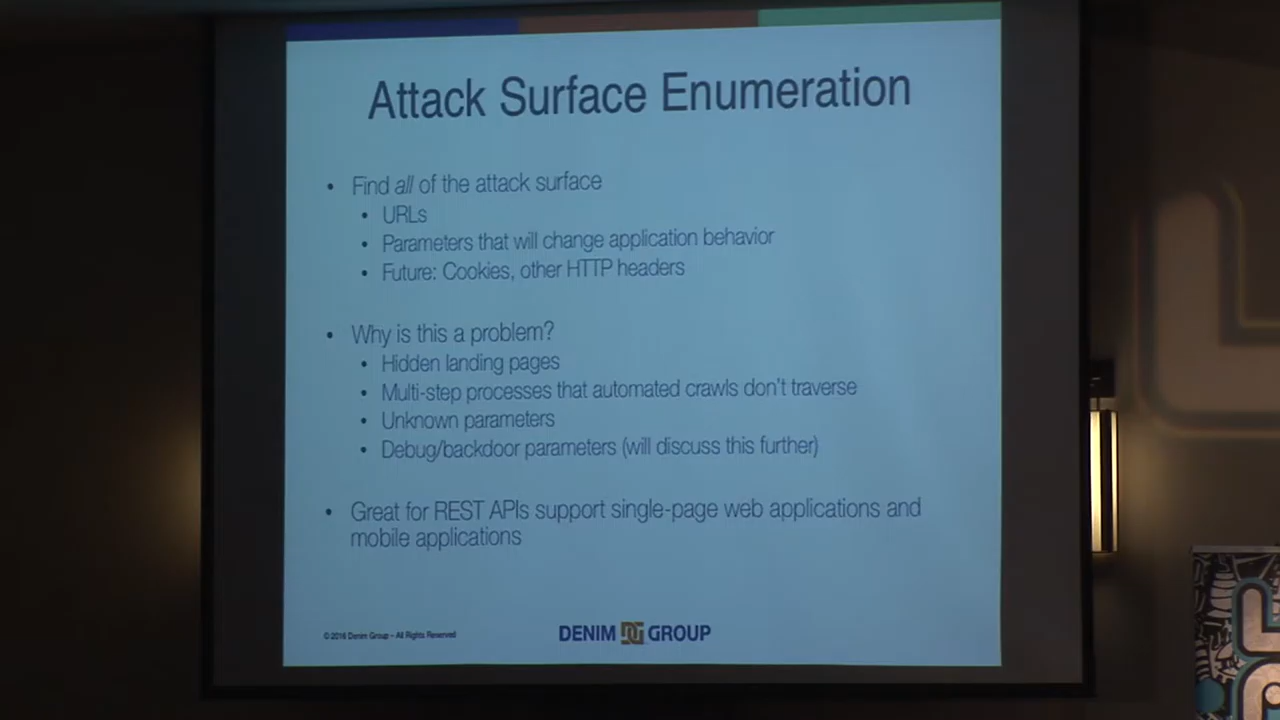 Attack Surface Enumeration
• Find all of the attack surface
• URLs
• Parameters that will change application behavior
• Future: Cookies, other HTTP headers
• Why is this a problem?
• Hidden landing pages
• Multi-step processes that automated crawls don't traverse
• Unknown parameters
• Debug/backdoor parameters (will discuss this further)
• Great for REST APIs support single-page web applications and
mobile applications
© 2016 Denim Group – All Rights Reserved
DENIM DG GROUP